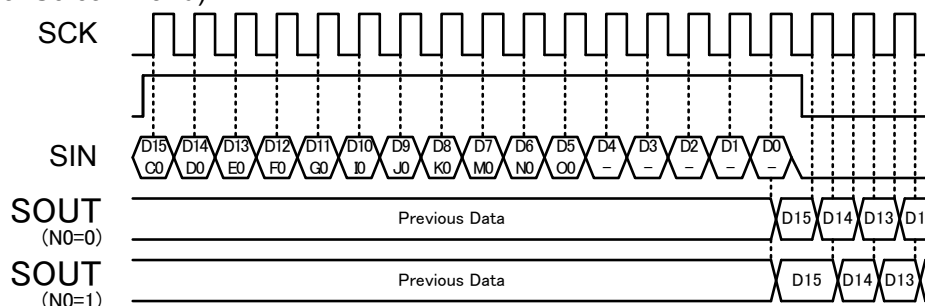 SCK
SIN
D15 D14 D13 D12 D11 D10 D9 D8 D7 D6 D5 D4 D3 D2 D1 D0
C0 D0 E0 F0 G0 I0 J0 K0 M0 N0 O0 - - - - -
SOUT
(N0=0)
Previous Data
D15 D14 D13
SOUT
(N0=1)
Previous Data
D15 D14 D13